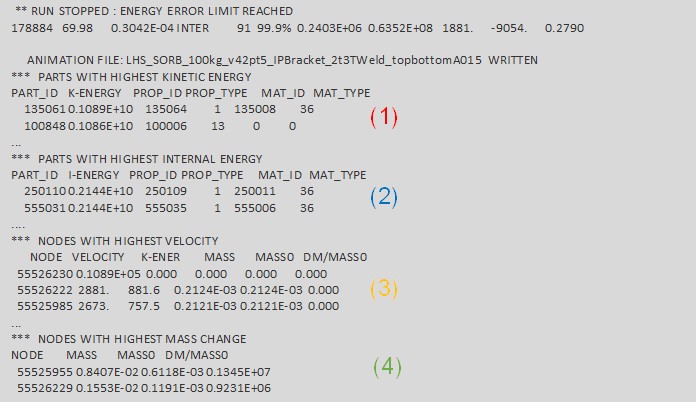 ** RUN STOPPED : ENERGY ERROR LIMIT REACHED
178884 69.98 0.3042E-04 INTER 91 99.9% 0.2403E+06 0.6352E+08 1881. -9054. 0.2790
ANIMATION FILE: LHS_SORB_100kg_v42pt5_IPBracket_2t3TWeld_topbottomA015 WRITTEN
*** PARTS WITH HIGHEST KINETIC ENERGY
PART_ID K-ENERGY PROP_ID PROP_TYPE MAT_ID MAT_TYPE
135061 0.1089E+10 135064 1 135008 36
100848 0.1086E+10 100006 13 0 0
(1)
...
*** PARTS WITH HIGHEST INTERNAL ENERGY
PART_ID I-ENERGY PROP_ID PROP_TYPE MAT_ID MAT_TYPE
250110 0.2144E+10 250109 1 250011 36
555031 0.2144E+10 555035 1 555006 36
(2)
....
*** NODES WITH HIGHEST VELOCITY
NODE VELOCITY K-ENER MASS MASS0 DM/MASS0
55526230 0.1089E+05 0.000 0.000 0.000 0.000
55526222 2881. 881.6 0.2124E-03 0.2124E-03 0.000
55525985 2673. 757.5 0.2121E-03 0.2121E-03 0.000
(3)
...
*** NODES WITH HIGHEST MASS CHANGE
NODE MASS MASS0 DM/MASS0
55525955 0.8407E-02 0.6118E-03 0.1345E+07
55526229 0.1553E-02 0.1191E-03 0.9231E+06
(4)